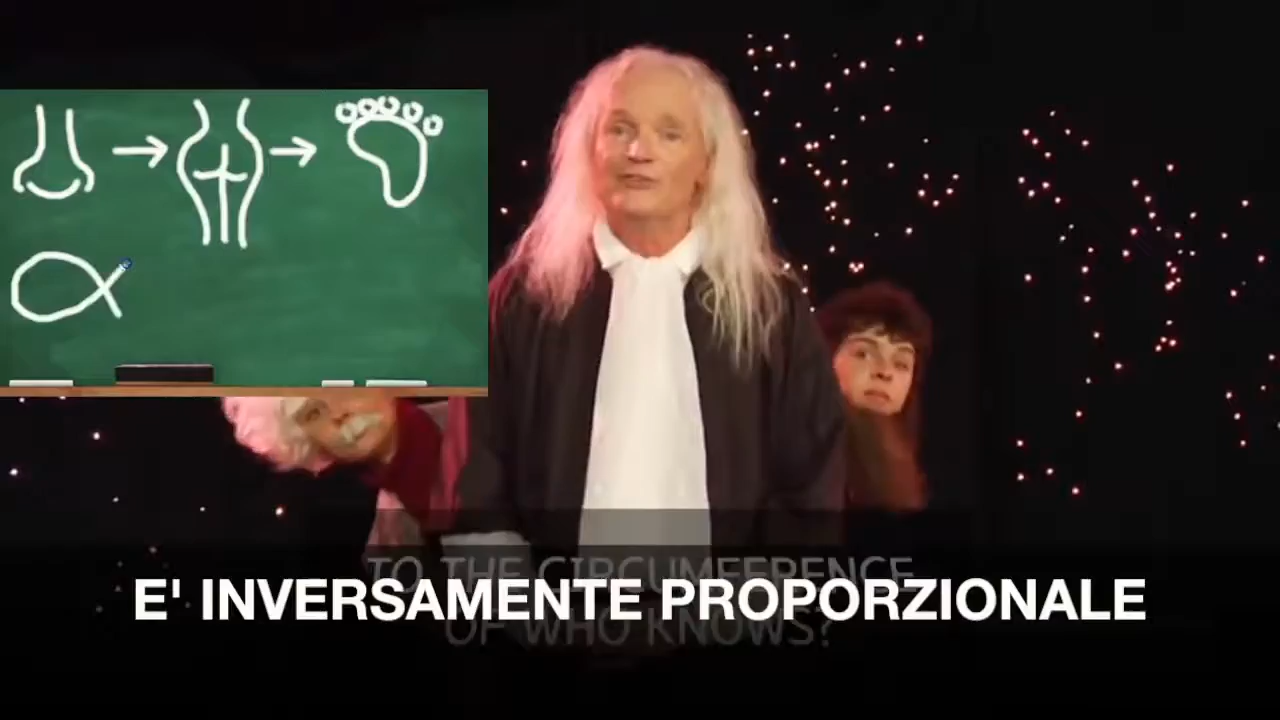 TO THE CIRCUMFERENCE
E' INVERSAMENTE PROPORZIONALE
OF WHO KNOWS?